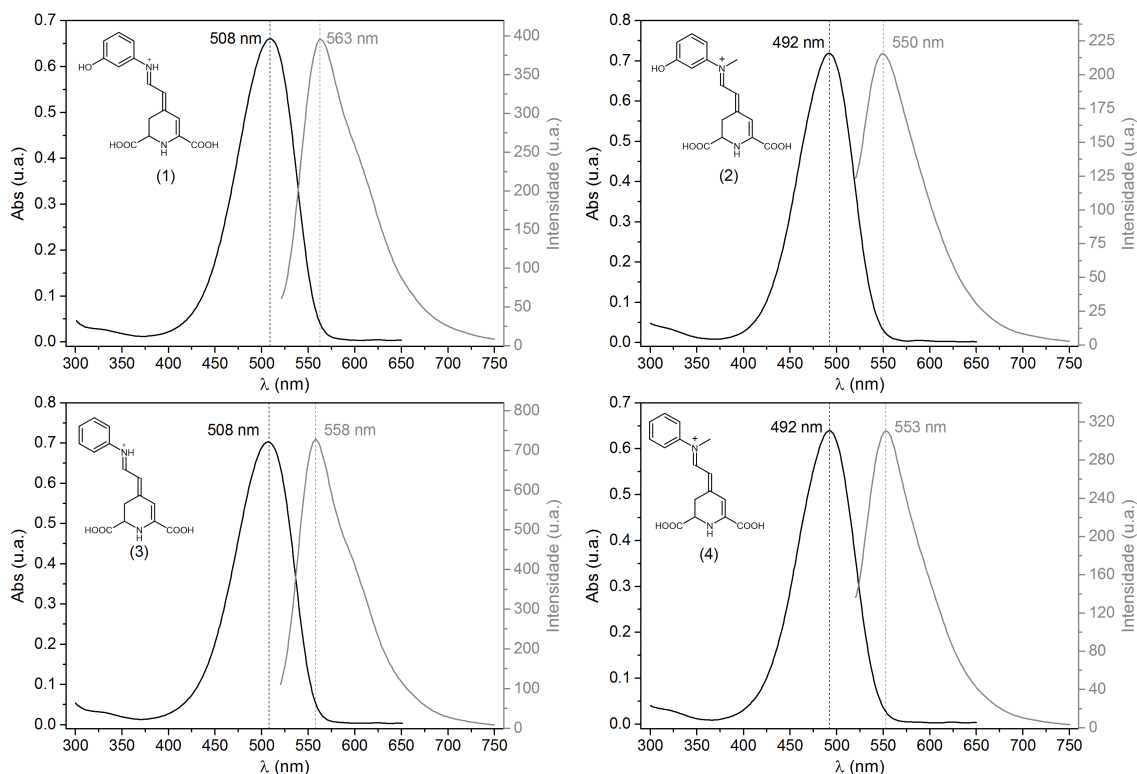 0.7
0.6
0.5
0.4
0.3
0.2
0.1
0.0
Abs (u.a.)
508 nm
563 nm
HO
+
NH
HOOC
N
H
COOH
(1)
400
350
300
250
200
150
100
50
0
Intensidade (u.a.)
300 350 400 450 500 550 600 650 700 750
λ (nm)
0.8
0.7
0.6
0.5
0.4
0.3
0.2
0.1
0.0
Abs (u.a.)
492 nm
550 nm
HO
+
N
HOOC
N
H
COOH
(2)
225
200
175
150
125
100
75
50
25
0
Intensidade (u.a.)
300 350 400 450 500 550 600 650 700 750
λ (nm)
0.8
0.7
0.6
0.5
0.4
0.3
0.2
0.1
0.0
Abs (u.a.)
508 nm
558 nm
+
NH
HOOC
N
H
COOH
(3)
800
700
600
500
400
300
200
100
0
Intensidade (u.a.)
300 350 400 450 500 550 600 650 700 750
λ (nm)
0.7
0.6
0.5
0.4
0.3
0.2
0.1
0.0
Abs (u.a.)
492 nm
553 nm
+
N
HOOC
N
H
COOH
(4)
320
280
240
200
160
120
80
40
0
Intensidade (u.a.)
300 350 400 450 500 550 600 650 700 750
λ (nm)